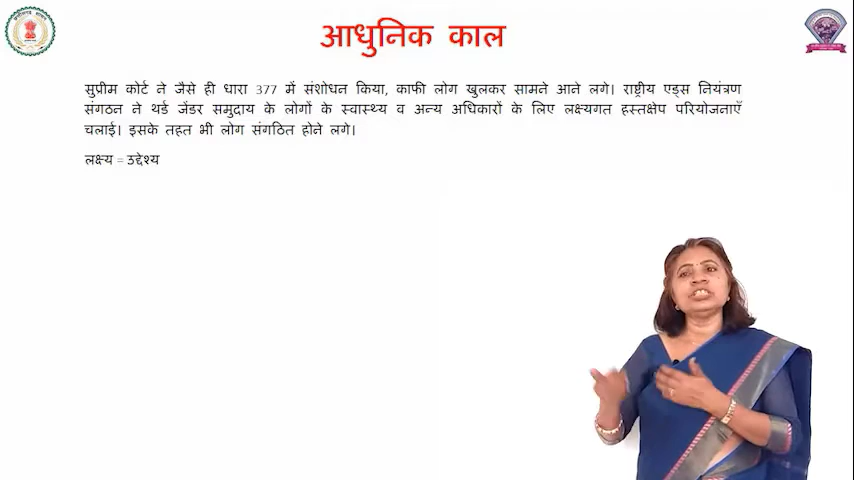 आधुनिक काल
सुप्रीम कोर्ट ने जैसे ही धारा 377 में संशोधन किया, काफी लोग खुलकर सामने आने लगे। राष्ट्रीय एड्स नियंत्रण
संगठन ने थर्ड जेंडर समुदाय के लोगों के स्वास्थ्य व अन्य अधिकारों के लिए लक्ष्यगत हस्तक्षेप परियोजनाएँ
चलाई। इसके तहत भी लोग संगठित होने लगे।
लक्ष्य = उद्देश्य